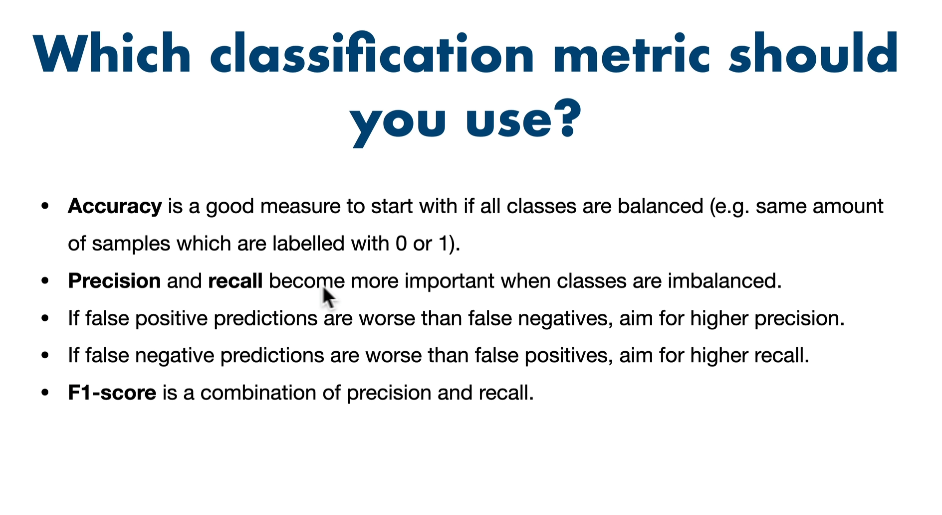 Which classification metric should
you use?
• Accuracy is a good measure to start with if all classes are balanced (e.g. same amount
of samples which are labelled with 0 or 1).
• Precision and recall become more important when classes are imbalanced.
• If false positive predictions are worse than false negatives, aim for higher precision.
• If false negative predictions are worse than false positives, aim for higher recall.
• F1-score is a combination of precision and recall.